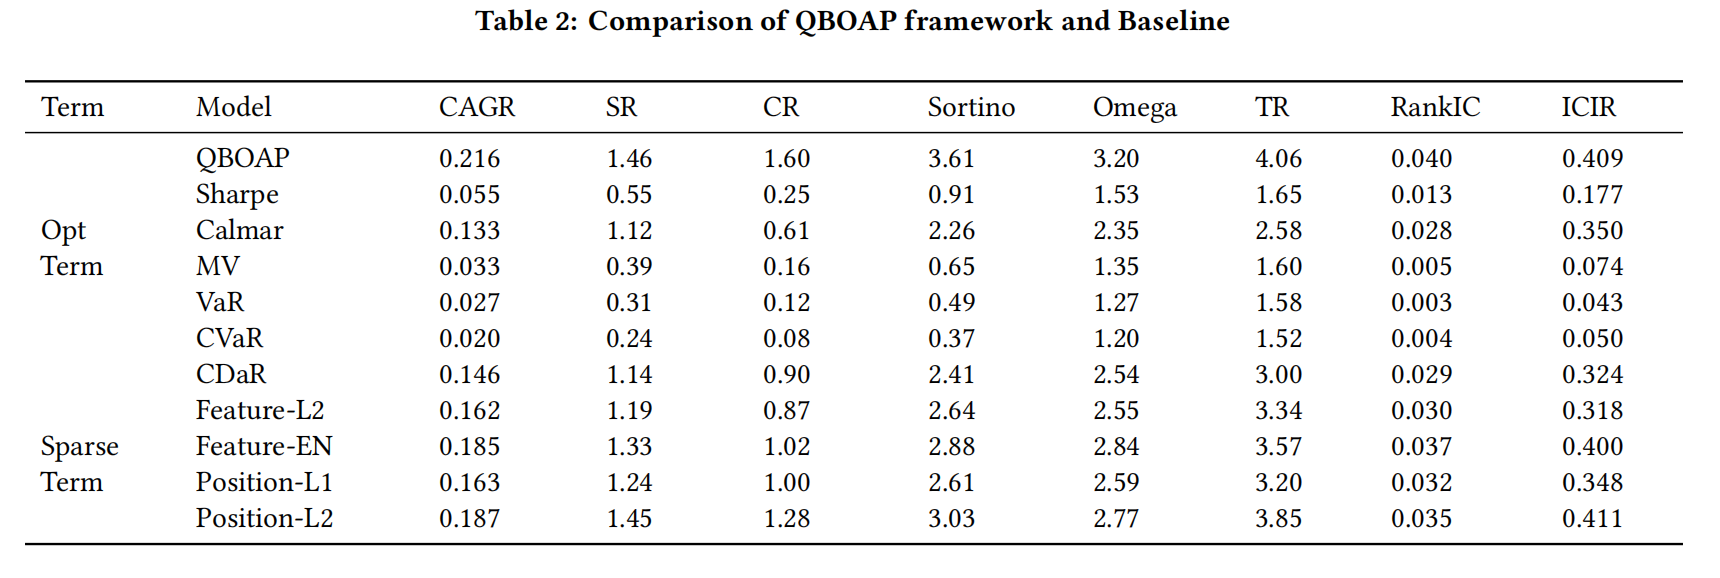 Table 2: Comparison of QBOAP framework and Baseline
Term Model CAGR SR CR Sortino Omega TR RankIC ICIR
QBOAP 0.216 1.46 1.60 3.61 3.20 4.06 0.040 0.409
Sharpe 0.055 0.55 0.25 0.91 1.53 1.65 0.013 0.177
Opt Calmar 0.133 1.12 0.61 2.26 2.35 2.58 0.028 0.350
Term MV 0.033 0.39 0.16 0.65 1.35 1.60 0.005 0.074
VaR 0.027 0.31 0.12 0.49 1.27 1.58 0.003 0.043
CVaR 0.020 0.24 0.08 0.37 1.20 1.52 0.004 0.050
CDaR 0.146 1.14 0.90 2.41 2.54 3.00 0.029 0.324
Feature-L2 0.162 1.19 0.87 2.64 2.55 3.34 0.030 0.318
Sparse Feature-EN 0.185 1.33 1.02 2.88 2.84 3.57 0.037 0.400
Term Position-L1 0.163 1.24 1.00 2.61 2.59 3.20 0.032 0.348
Position-L2 0.187 1.45 1.28 3.03 2.77 3.85 0.035 0.411